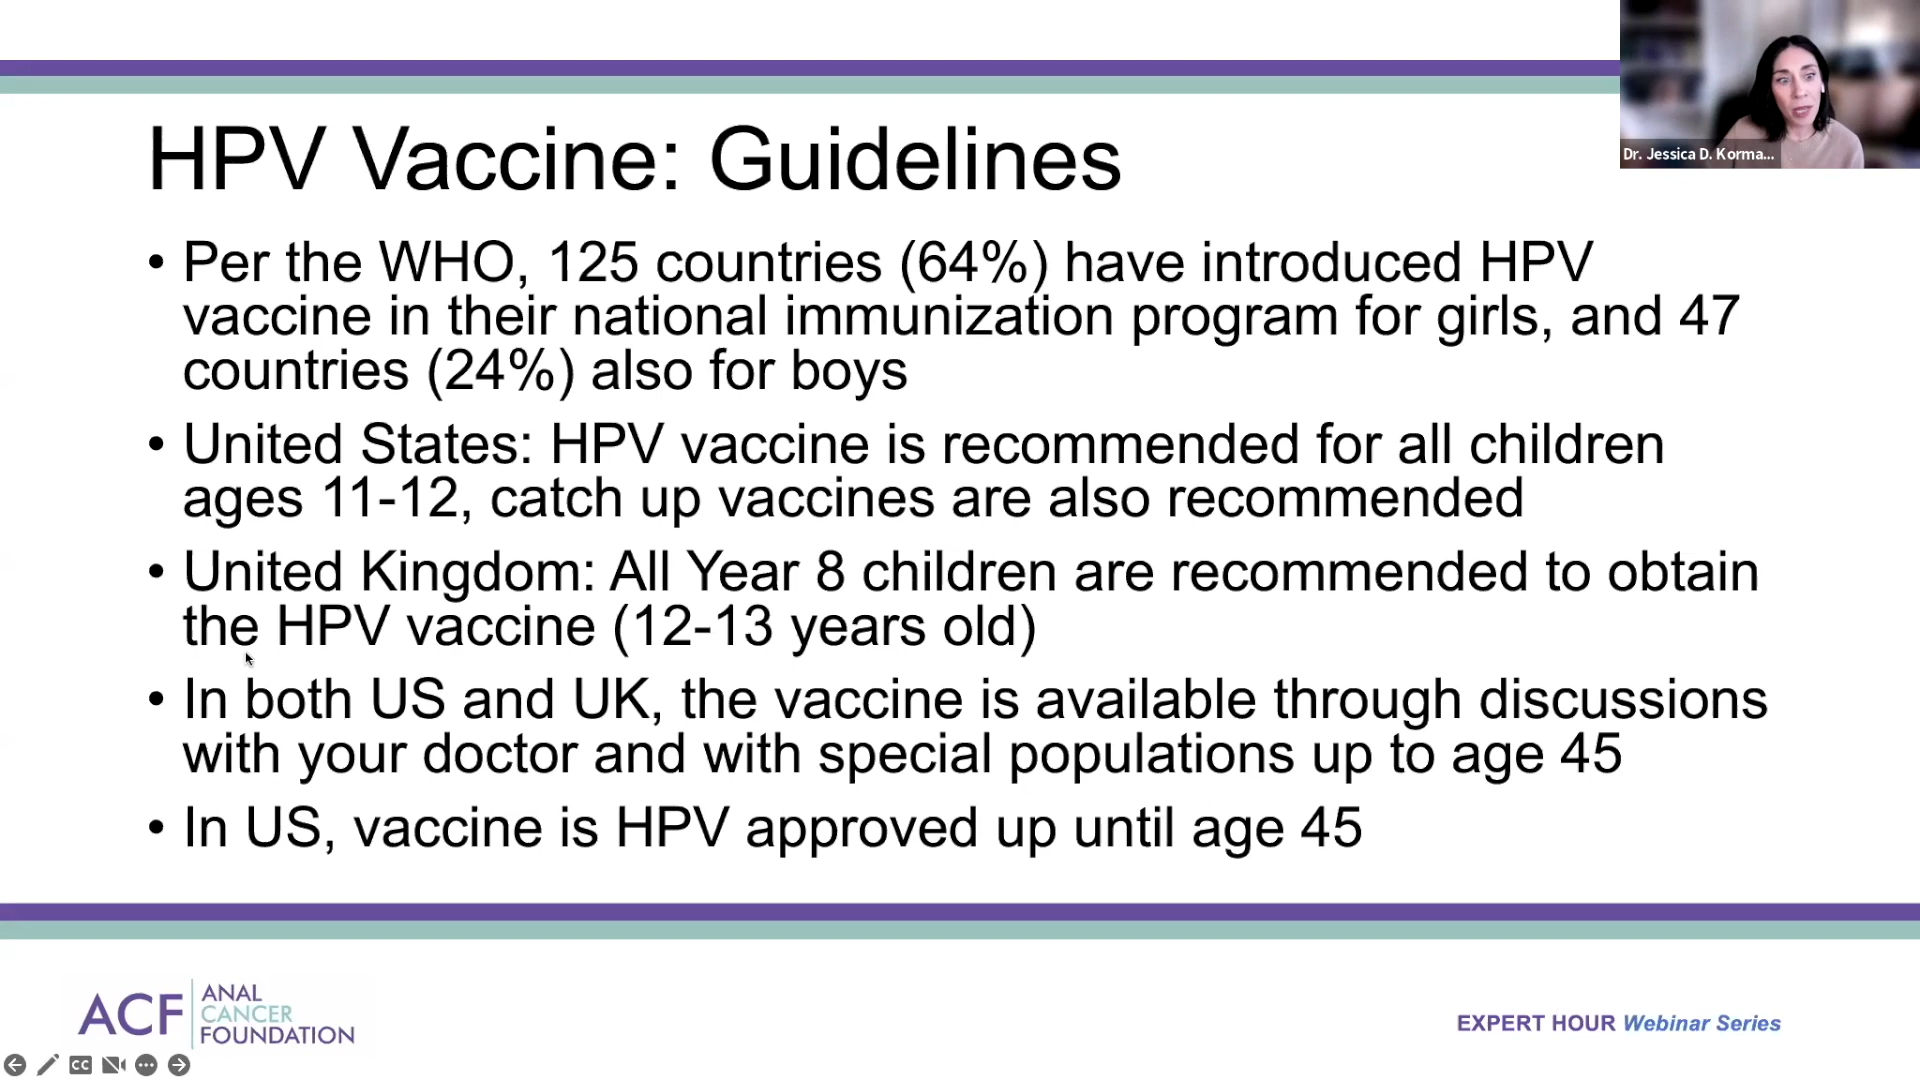 Dr. Jessica D. Korma...
HPV Vaccine: Guidelines
• Per the WHO, 125 countries (64%) have introduced HPV
vaccine in their national immunization program for girls, and 47
countries (24%) also for boys
• United States: HPV vaccine is recommended for all children
ages 11-12, catch up vaccines are also recommended
• United Kingdom: All Year 8 children are recommended to obtain
the HPV vaccine (12-13 years old)
• In both US and UK, the vaccine is available through discussions
with your doctor and with special populations up to age 45
• In US, vaccine is HPV approved up until age 45
ACF
ANAL
CANCER
FOUNDATION
EXPERT HOUR Webinar Series
CC